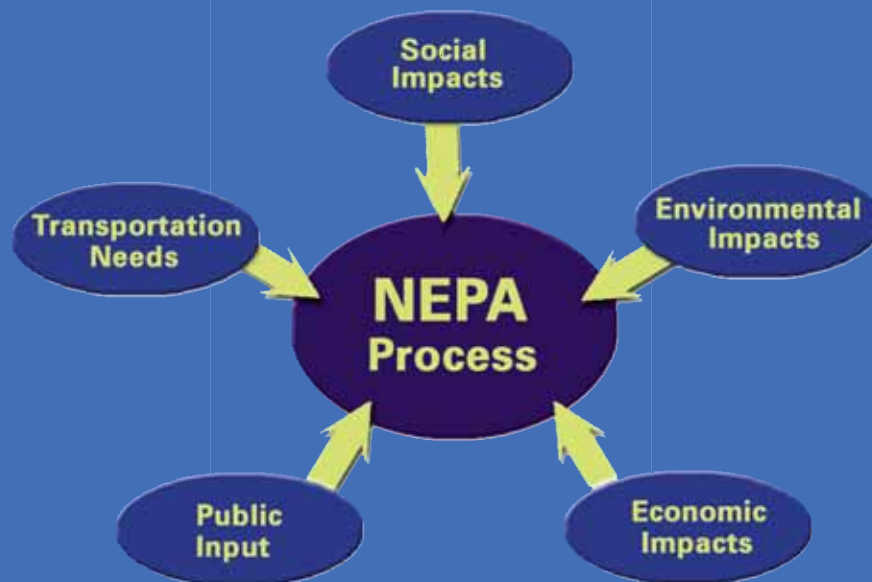 Social
Impacts
Transportation
Needs
Environmental
Impacts
NEPA
Process
Public
Input
Economic
Impacts